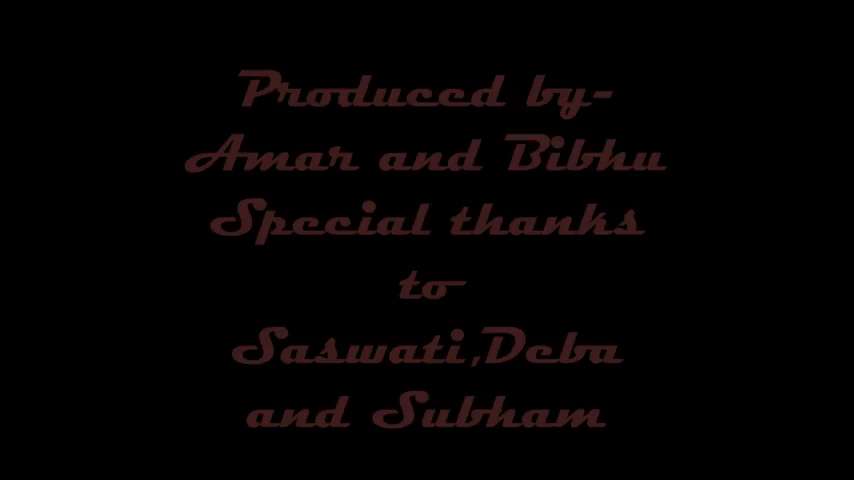 Produced by-
Amar and Bibhu
Special thanks
to
Saswati,Deba
and Subham